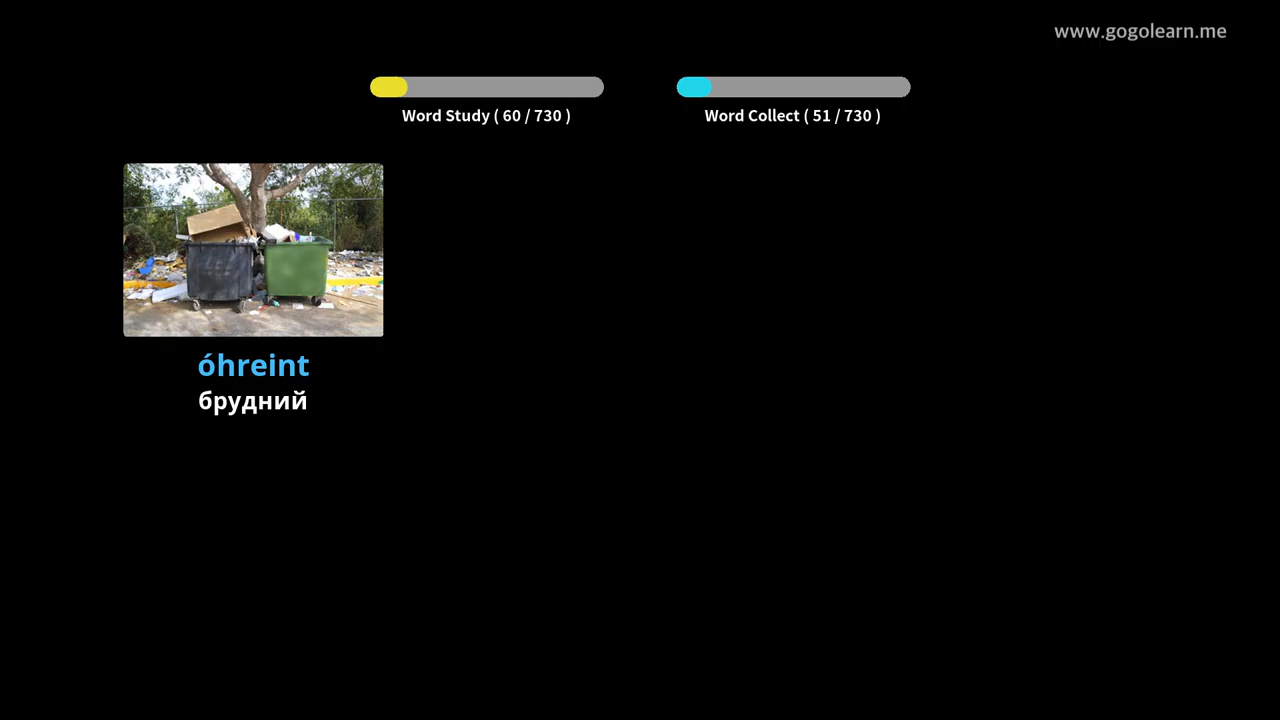 www.gogolearn.me
Word Study ( 60 / 730 )
Word Collect ( 51 / 730 )
óhreint
брудний